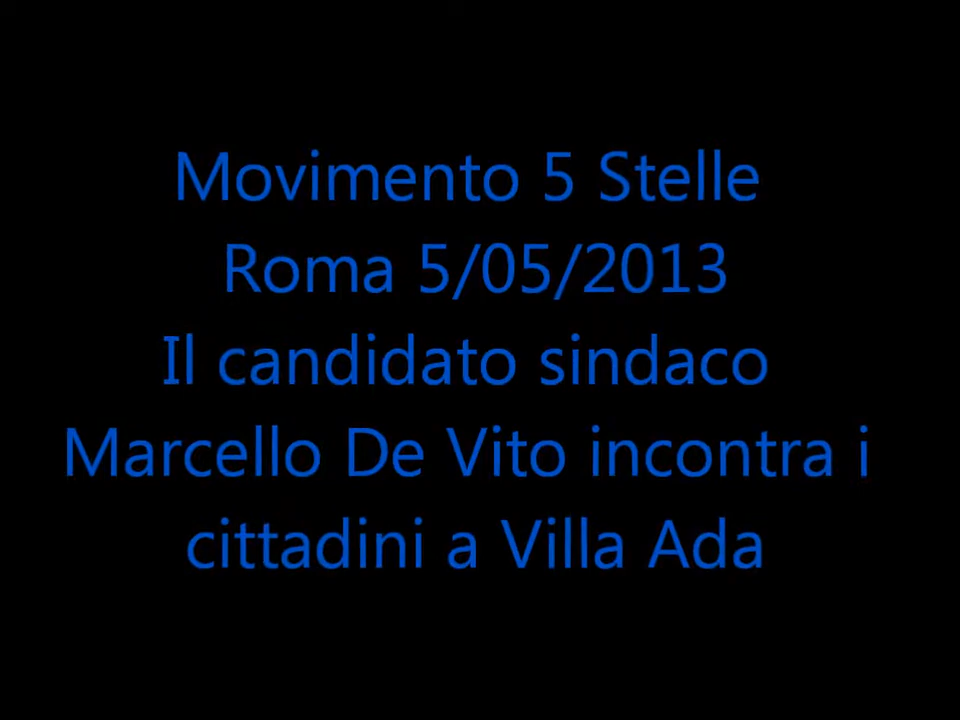 Movimento 5 Stelle
Roma 5/05/2013
Il candidato sindaco
Marcello De Vito incontra i
cittadini a Villa Ada